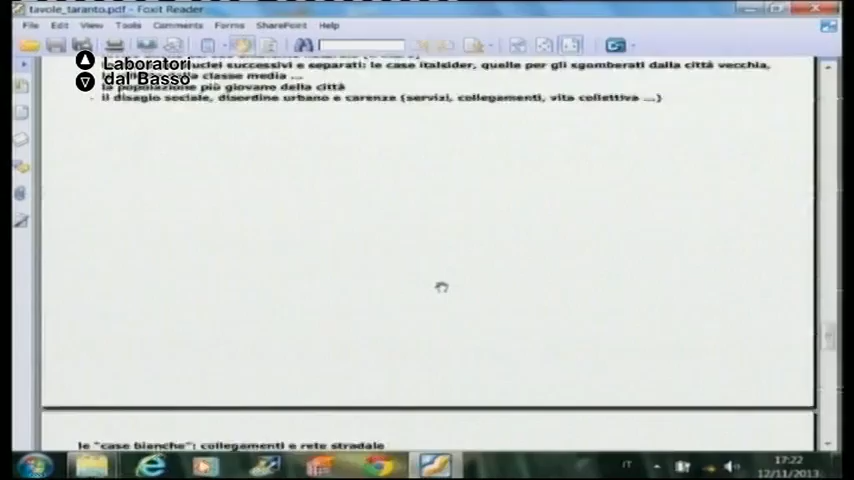 tavole_taranto.pdf - Foxit Reader
File Edit View Tools Comments Forms SharePoint Help
Laboratori
dal Basso
nuclei successivi e separati: le case italsider, quelle per gli sgomberati dalla città vecchia,
classe media ...
la popolazione più giovane della città
- il disagio sociale, disordine urbano e carenze (servizi, collegamenti, vita collettiva ...)
le "case bianche": collegamenti e rete stradale
IT
17:22
12/11/2013